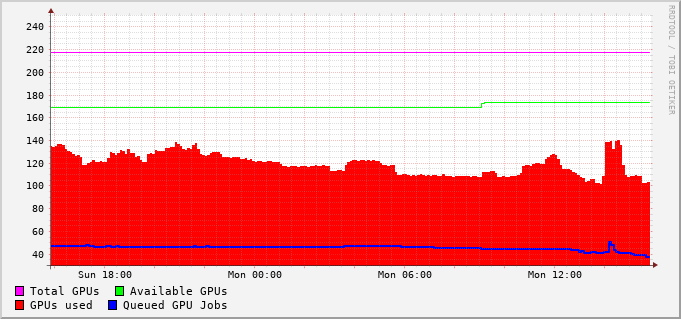 240
220
200
180
160
140
120
100
80
60
40
Sun 18:00 Mon 00:00 Mon 06:00 Mon 12:00
Total GPUs Available GPUs
GPUs used Queued GPU Jobs
RRDTOOL / TOBI OETIKER